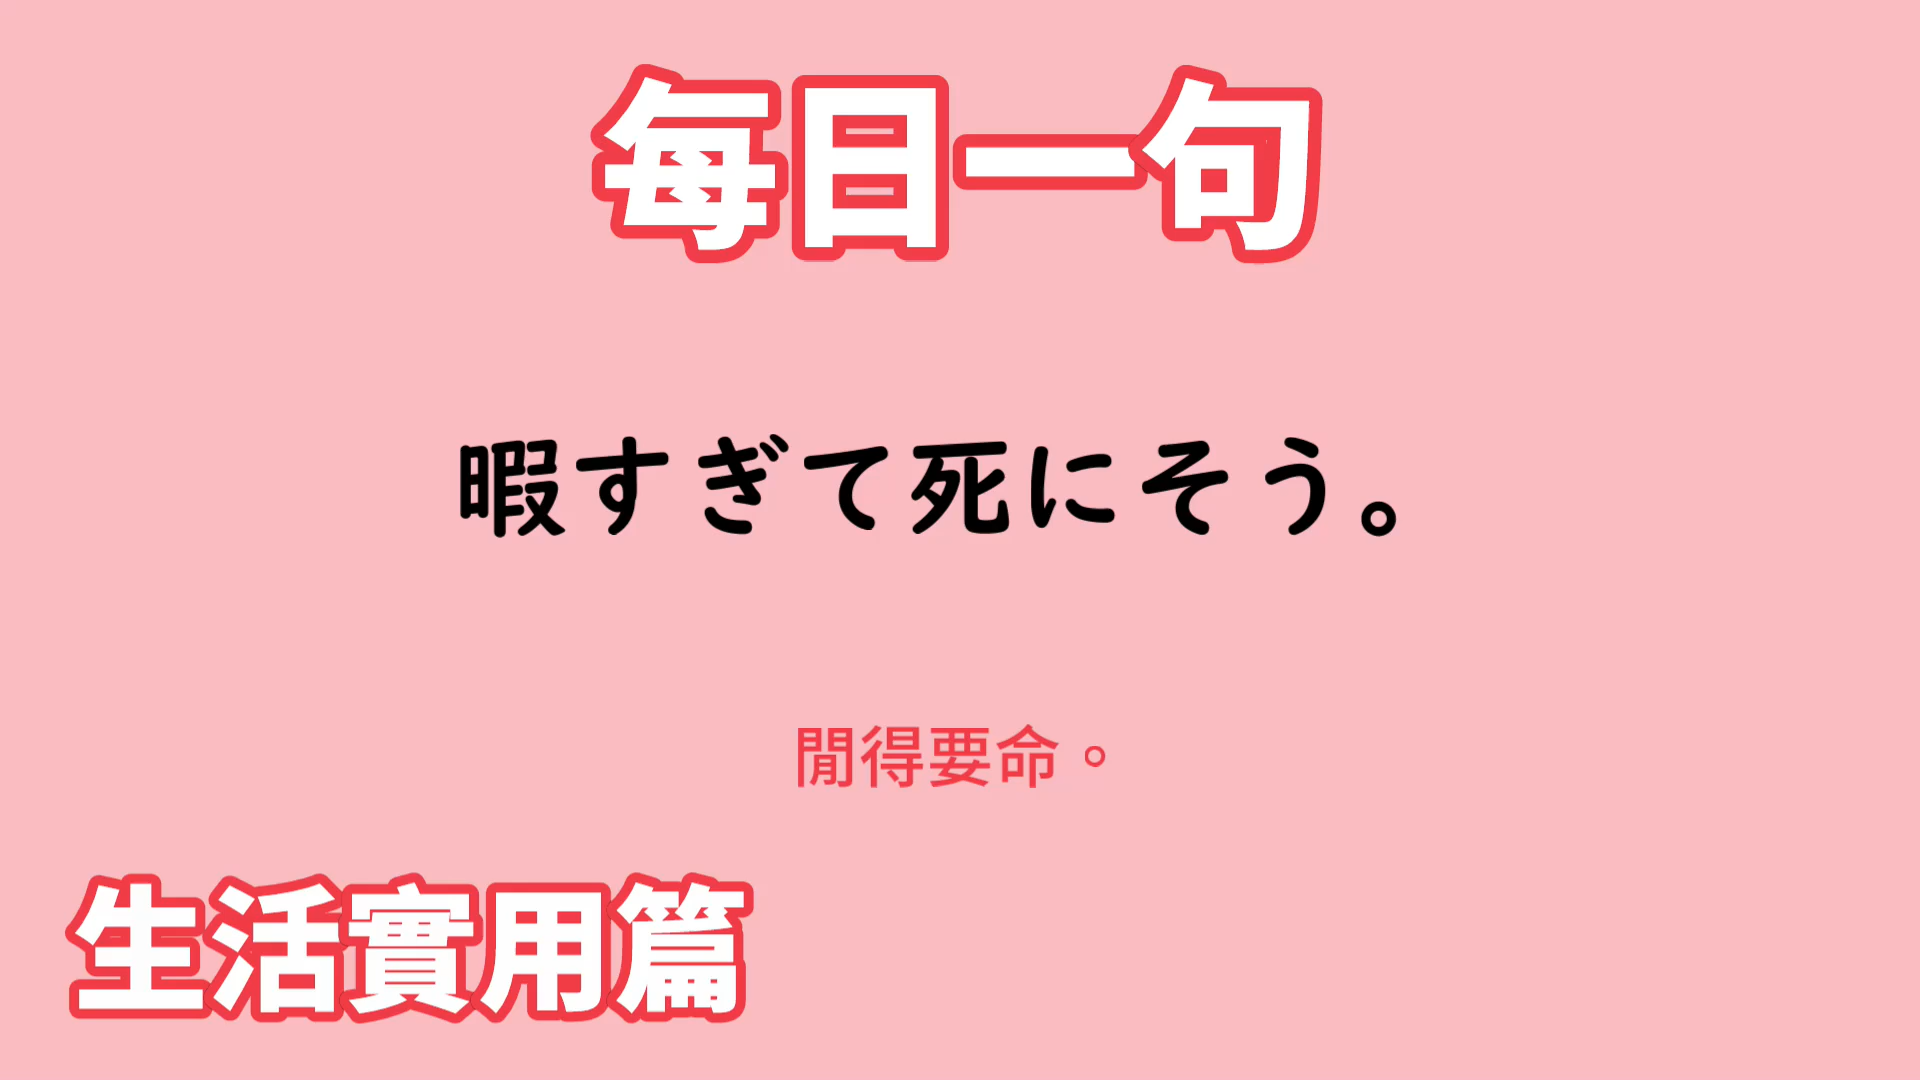 每日一句
暇すぎて死にそう。
閒得要命。
生活實用篇